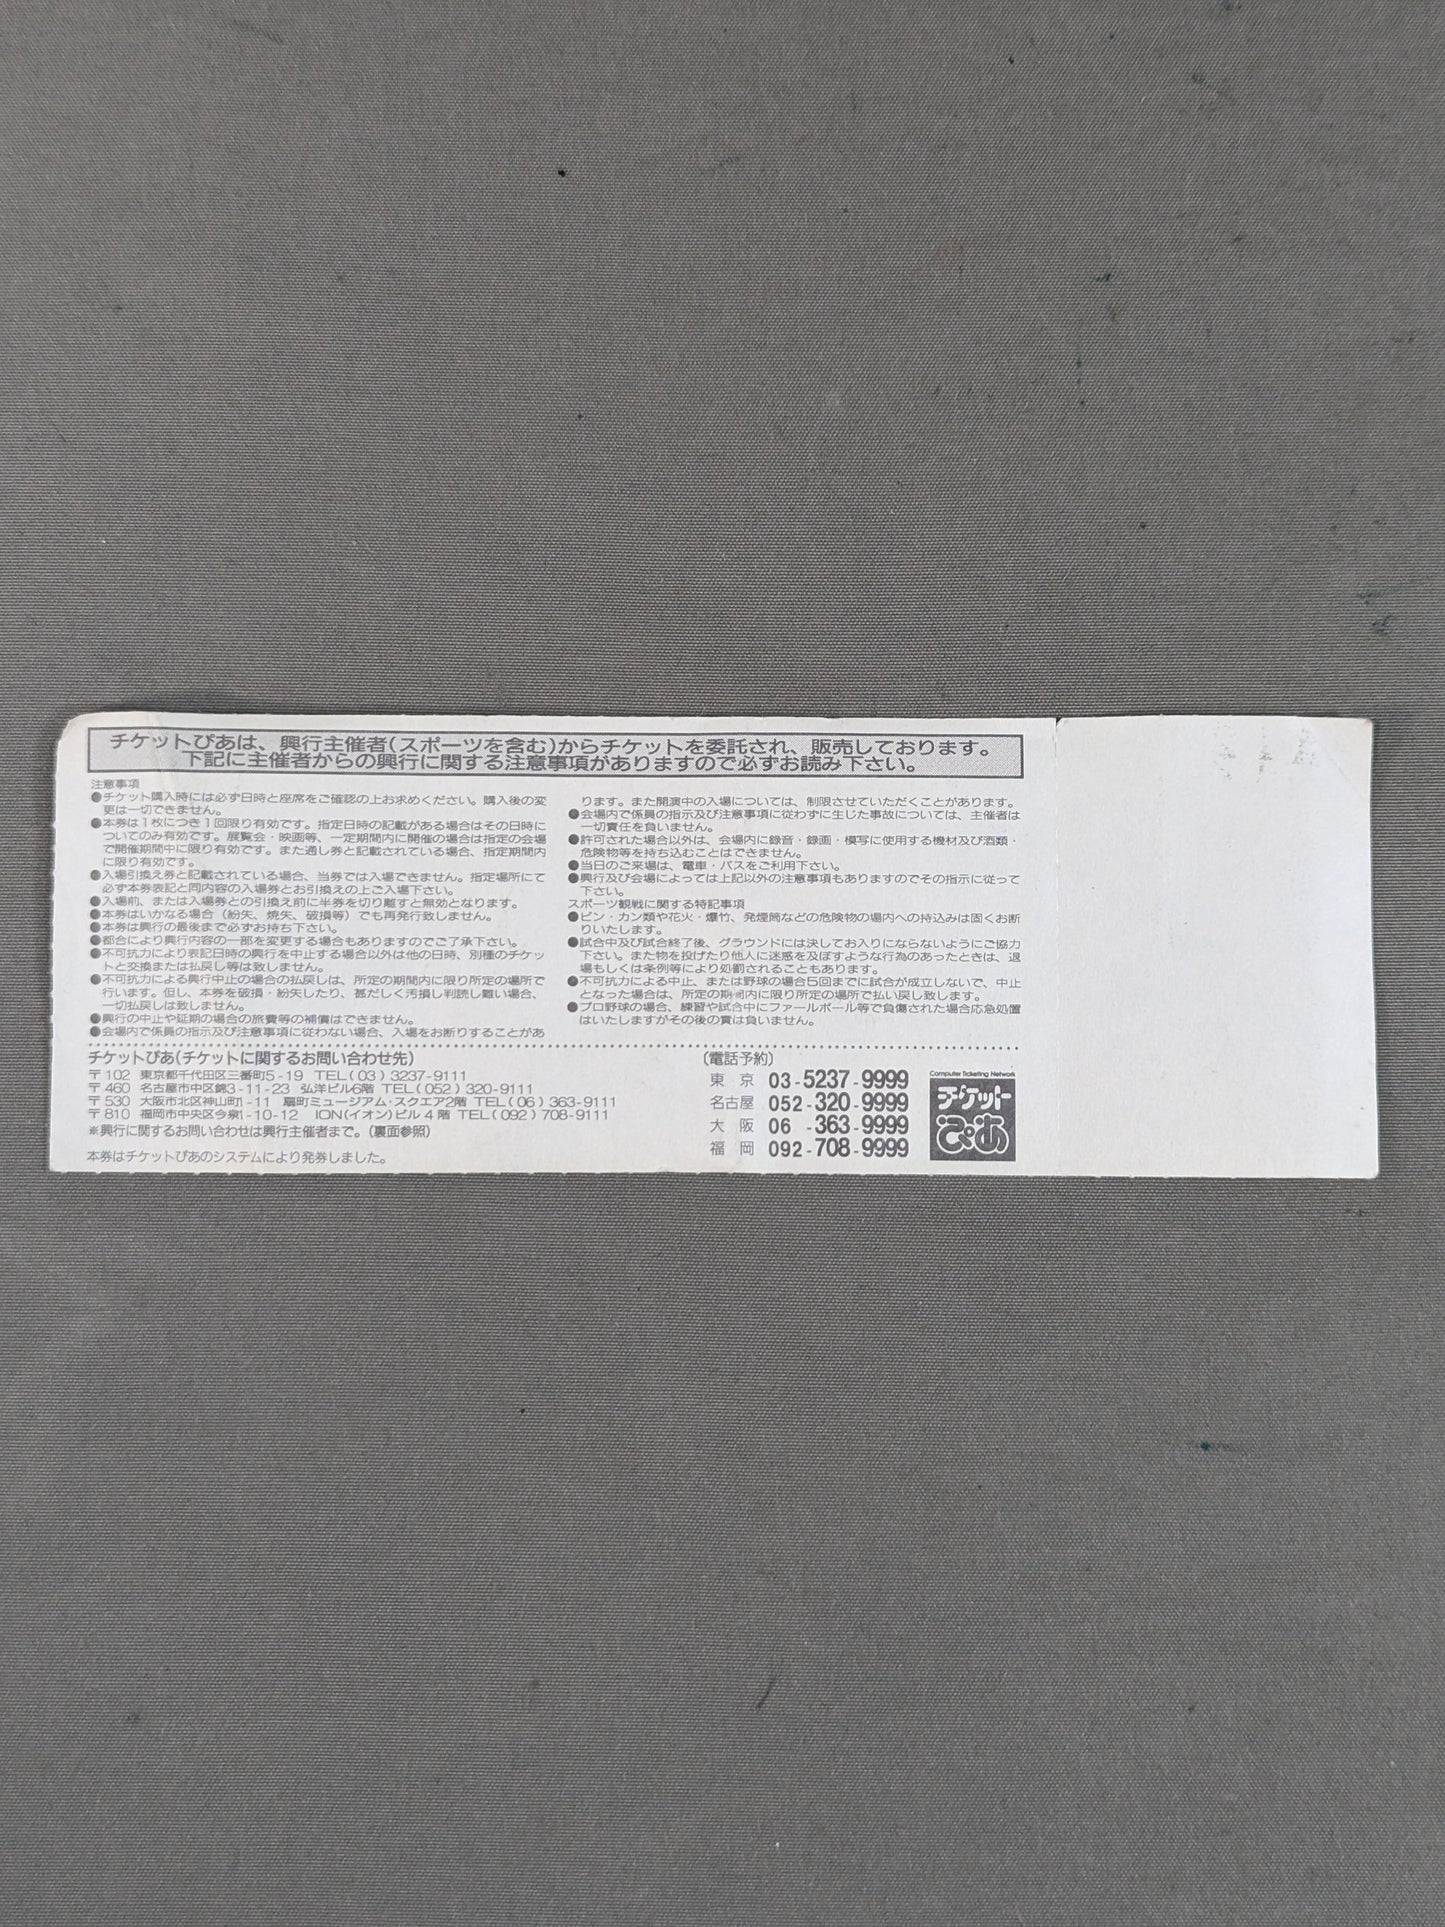 チケットぴあは、興行主催者(スポーツを含む)からチケットを委託され、販売しております。
下記に主催者からの興行に関する注意事項がありますので必ずお読み下さい。
注意事項
●チケット購入時には必ず日時と座席をご確認の上お求めください。購入後の変
更は一切できません。
●本券は1枚につき1回限り有効です。指定日時の記載がある場合はその日時に
ついてのみ有効です。展覧会・映画等、一定期間内に開催の場合は指定の会場
で開催期間中に限り有効です。また通し券と記載されている場合、指定期間内
に限り有効です。
●入場引換え券と記載されている場合、当券では入場できません。指定場所にて
必ず本券表記と同内容の入場券とお引換えの上ご入場下さい。
●入場前、または入場券との引換え前に半券を切り離すと無効となります。
●本券はいかなる場合（紛失、焼失、破損等）でも再発行致しません。
●本券は興行の最後まで必ずお持ち下さい。
●都合により興行内容の一部を変更する場合もありますのでご了承下さい。
●不可抗力により表記日時の興行を中止する場合以外は他の日時、別種のチケッ
トと交換または払戻し等は致しません。
●不可抗力による興行中止の場合の払戻しは、所定の期間内に限り所定の場所で
行います。但し、本券を破損・紛失したり、甚だしく汚損し判読し難い場合、
一切払戻しは致しません。
●興行の中止や延期の場合の旅費等の補償はできません。
●会場内で係員の指示及び注意事項に従わない場合、入場をお断りすることがあ
ります。また開演中の入場については、制限させていただくことがあります。
●会場内で係員の指示及び注意事項に従わずに生じた事故については、主催者は
一切責任を負いません。
●許可された場合以外は、会場内に録音・録画・模写に使用する機材及び酒類・
危険物等を持ち込むことはできません。
●当日のご来場は、電車・バスをご利用下さい。
●興行及び会場によっては上記以外の注意事項もありますのでその指示に従って
下さい。
スポーツ観戦に関する特記事項
●ビン・カン類や花火・爆竹、発煙筒などの危険物の場内への持込みは固くお断
りいたします。
●試合中及び試合終了後、グラウンドには決してお入りにならないようにご協力
下さい。また物を投げたり他人に迷惑を及ぼすような行為のあったときは、退
場もしくは条例等により処罰されることもあります。
●不可抗力による中止、または野球の場合5回までに試合が成立しないで、中止
となった場合は、所定の期間内に限り所定の場所で払い戻し致します。
●プロ野球の場合、練習や試合中にファールボール等で負傷された場合応急処置
はいたしますがその後の責は負いません。
チケットぴあ(チケットに関するお問い合わせ先)
〒102 東京都千代田区三番町5-19 TEL(03)3237-9111
〒460 名古屋市中区錦3-11-23 弘洋ビル6階 TEL(052)320-9111
〒530 大阪市北区神山町1-11 扇町ミュージアム・スクエア2階 TEL(06)363-9111
〒810 福岡市中央区今泉1-10-12 ION(イオン)ビル4階 TEL(092)708-9111
※興行に関するお問い合わせは興行主催者まで。(裏面参照)
本券はチケットぴあのシステムにより発券しました。
〔電話予約〕
東京 03-5237-9999
名古屋 052-320-9999
大阪 06-363-9999
福岡 092-708-9999
Computer Ticketing Network
チケット
ぴあ